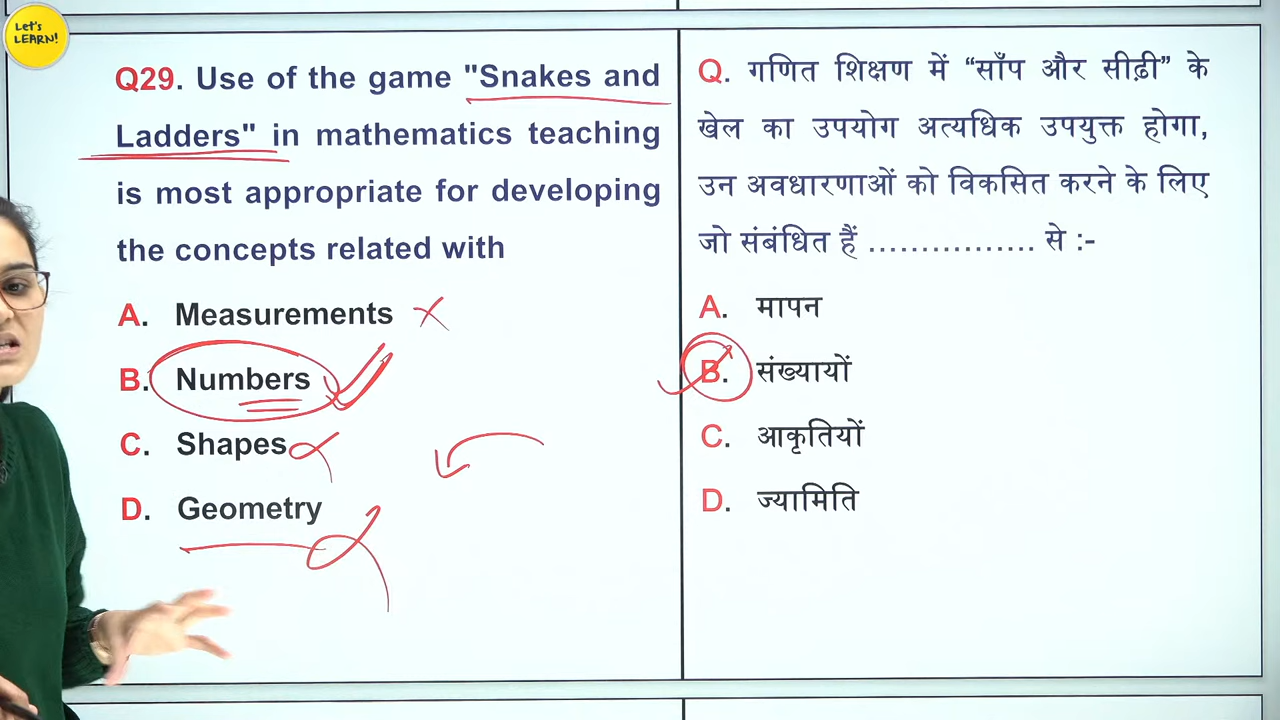 Let's
LEARN!
Q29. Use of the game "Snakes and
Ladders" in mathematics teaching
is most appropriate for developing
the concepts related with
A. Measurements
B. Numbers
C. Shapes
D. Geometry
Q. गणित शिक्षण में “साँप और सीढ़ी” के
खेल का उपयोग अत्यधिक उपयुक्त होगा,
उन अवधारणाओं को विकसित करने के लिए
जो संबंधित हैं ................ से :-
A. मापन
B. संख्यायों
C. आकृतियों
D. ज्यामिति